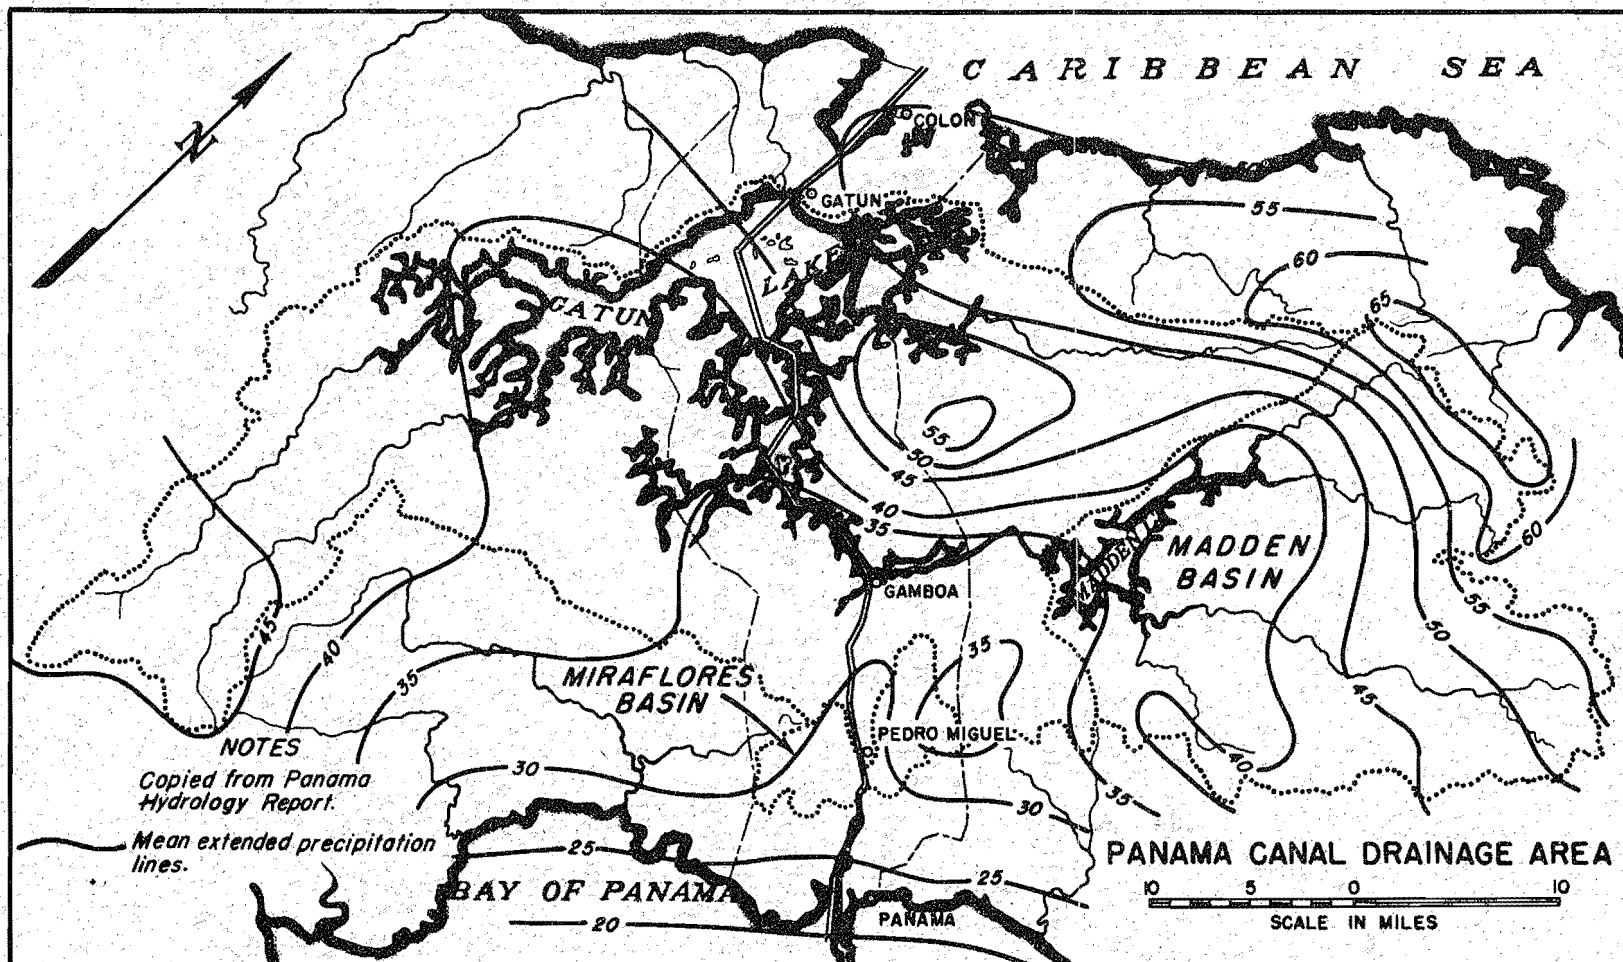 CARIBBEAN SEA
N
COLON
50
GATUN
55
LAKE
60
GATUN
65
55
50
45
40
35
MADDEN L.
MADDEN
BASIN
60
GAMBOA
55
50
45
40
35
35
MIRAFLORES
BASIN
45
PEDRO MIGUEL
NOTES
Copied from Panama
Hydrology Report.
30
40
35
30
Mean extended precipitation
lines.
25
PANAMA CANAL DRAINAGE AREA
25
BAY OF PANAMA
10 5 0 10
PANAMA
SCALE IN MILES
20